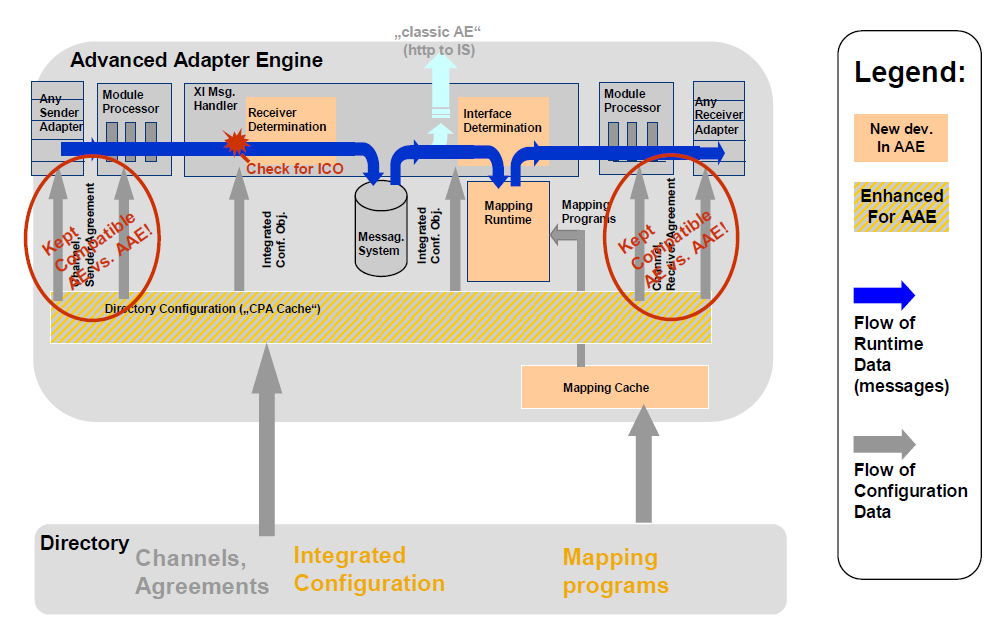 „classic AE“
(http to IS)
Advanced Adapter Engine
Any
Sender
Adapter
Module
Processor
XI Msg.
Handler
Receiver
Determination
Interface
Determination
Module
Processor
Any
Receiver
Adapter
Check for ICO
Messag.
System
Mapping
Runtime
Mapping
Programs
Channel,
Sender Agreement
Kept
Compatible
AE vs. AAE!
Integrated
Conf. Obj.
Integrated
Conf. Obj.
Channel,
Receiver Agreement
Kept
Compatible
AE vs. AAE!
Directory Configuration („CPA Cache“)
Mapping Cache
Directory
Channels,
Agreements
Integrated
Configuration
Mapping
programs
Legend:
New dev.
In AAE
Enhanced
For AAE
Flow of
Runtime
Data
(messages)
Flow of
Configuration
Data